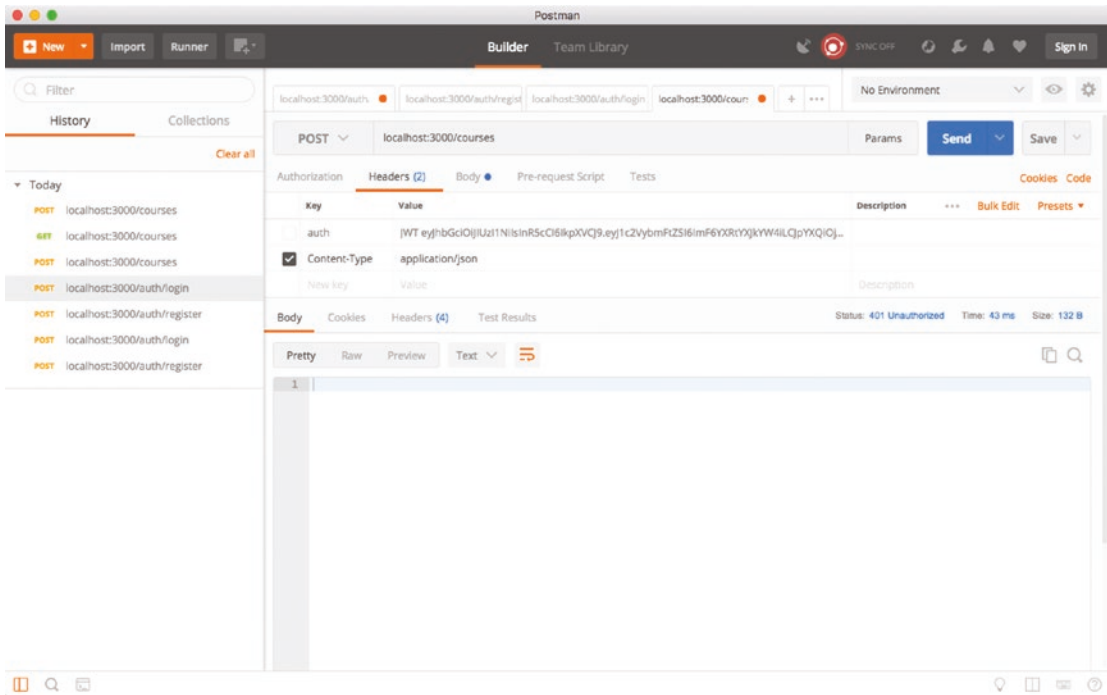 Postman
New Import Runner
Builder Team Library
SYNC OFF
Sign In
Filter
History Collections
Clear all
Today
POST localhost:3000/courses
GET localhost:3000/courses
POST localhost:3000/courses
POST localhost:3000/auth/login
POST localhost:3000/auth/register
POST localhost:3000/auth/login
POST localhost:3000/auth/register
localhost:3000/auth localhost:3000/auth/regist localhost:3000/auth/login localhost:3000/cour + •••
No Environment
POST localhost:3000/courses Params Send Save
Authorization Headers (2) Body Pre-request Script Tests Cookies Code
Key Value Description ••• Bulk Edit Presets
auth
Content-Type application/json
New key Value Description
Body Cookies Headers (4) Test Results Status: 401 Unauthorized Time: 43 ms Size: 132 B
Pretty Raw Preview Text
1